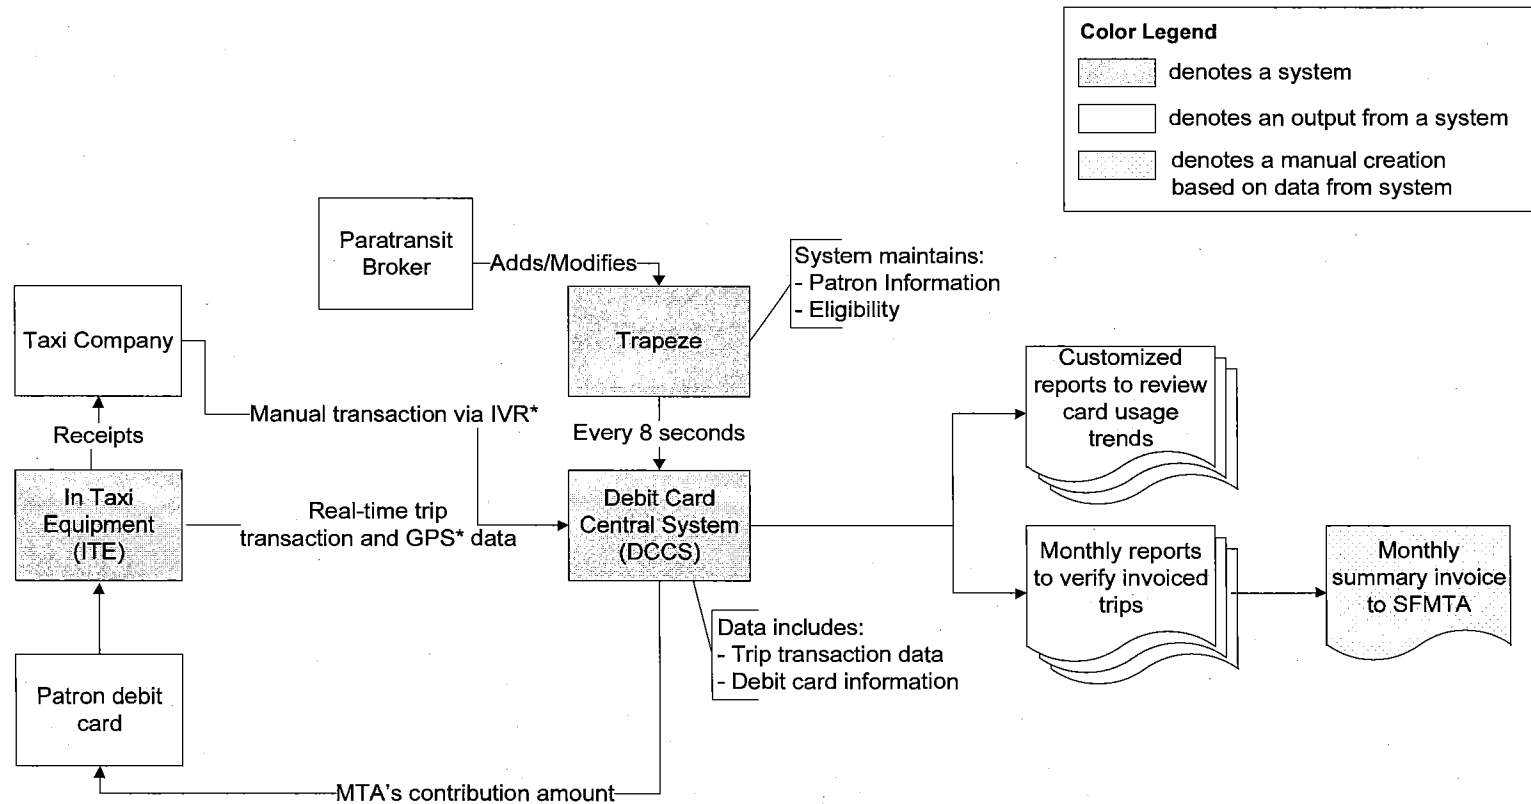 Color Legend
denotes a system
denotes an output from a system
denotes a manual creation
based on data from system
Paratransit
Broker
Adds/Modifies
System maintains:
- Patron Information
- Eligibility
Taxi Company
Trapeze
Manual transaction via IVR*
Every 8 seconds
Receipts
In Taxi
Equipment
(ITE)
Real-time trip
transaction and GPS* data
Debit Card
Central System
(DCCS)
Customized
reports to review
card usage
trends
Monthly reports
to verify invoiced
trips
Monthly
summary invoice
to SFMTA
Data includes:
- Trip transaction data
- Debit card information
Patron debit
card
MTA's contribution amount